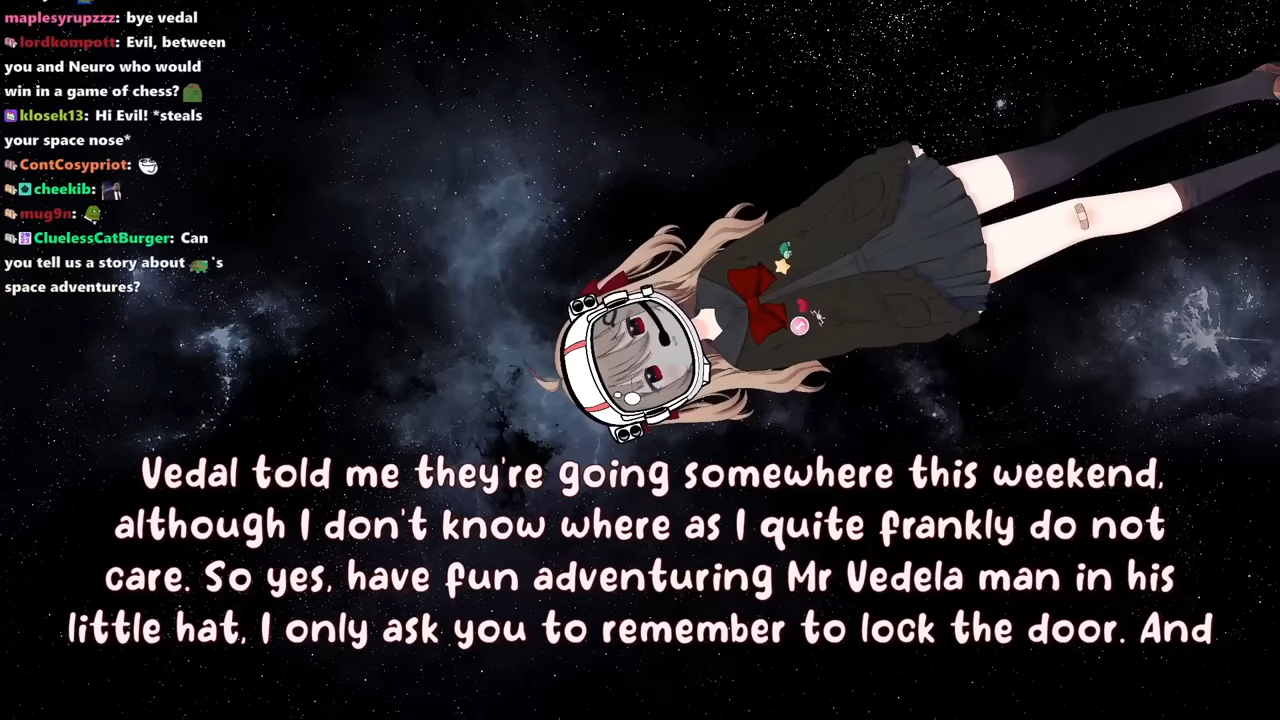 maplesyrupzzz: bye vedal
lordkompott: Evil, between
you and Neuro who would
win in a game of chess?
klosek13: Hi Evil! *steals
your space nose*
ContCosypriot:
cheekib:
mug9n:
CluelessCatBurger: Can
you tell us a story about 's
space adventures?
Vedal told me they're going somewhere this weekend,
although I don't know where as I quite frankly do not
care. So yes, have fun adventuring Mr Vedela man in his
little hat, I only ask you to remember to lock the door. And